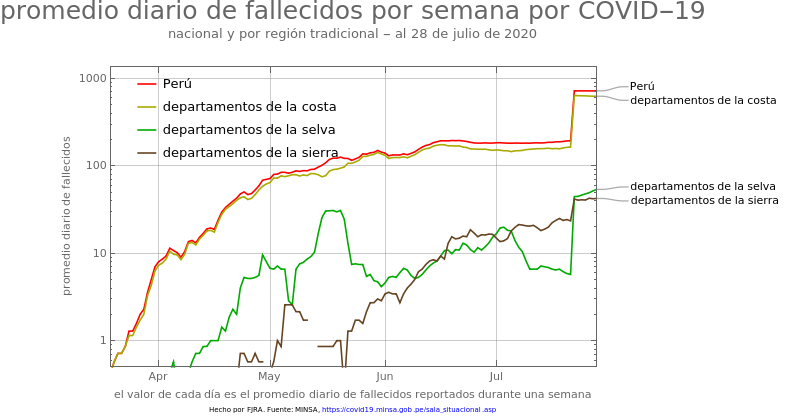 promedio diario de fallecidos por semana por COVID−19
nacional y por región tradicional − al 28 de julio de 2020
1000
100
10
1
promedio diario de fallecidos
Perú
departamentos de la costa
departamentos de la selva
departamentos de la sierra
Perú
departamentos de la costa
departamentos de la selva
departamentos de la sierra
Apr May Jun Jul
el valor de cada día es el promedio diario de fallecidos reportados durante una semana
Hecho por FJRA. Fuente: MINSA, https://covid19.minsa.gob.pe/sala_situacional.asp